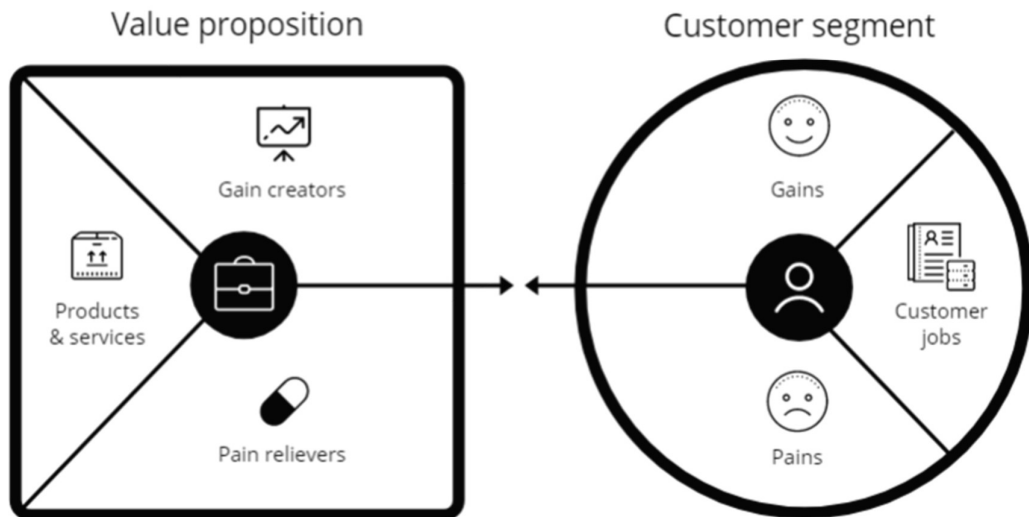 Value proposition
Customer segment
Gain creators
Products
& services
Pain relievers
Gains
Customer
jobs
Pains